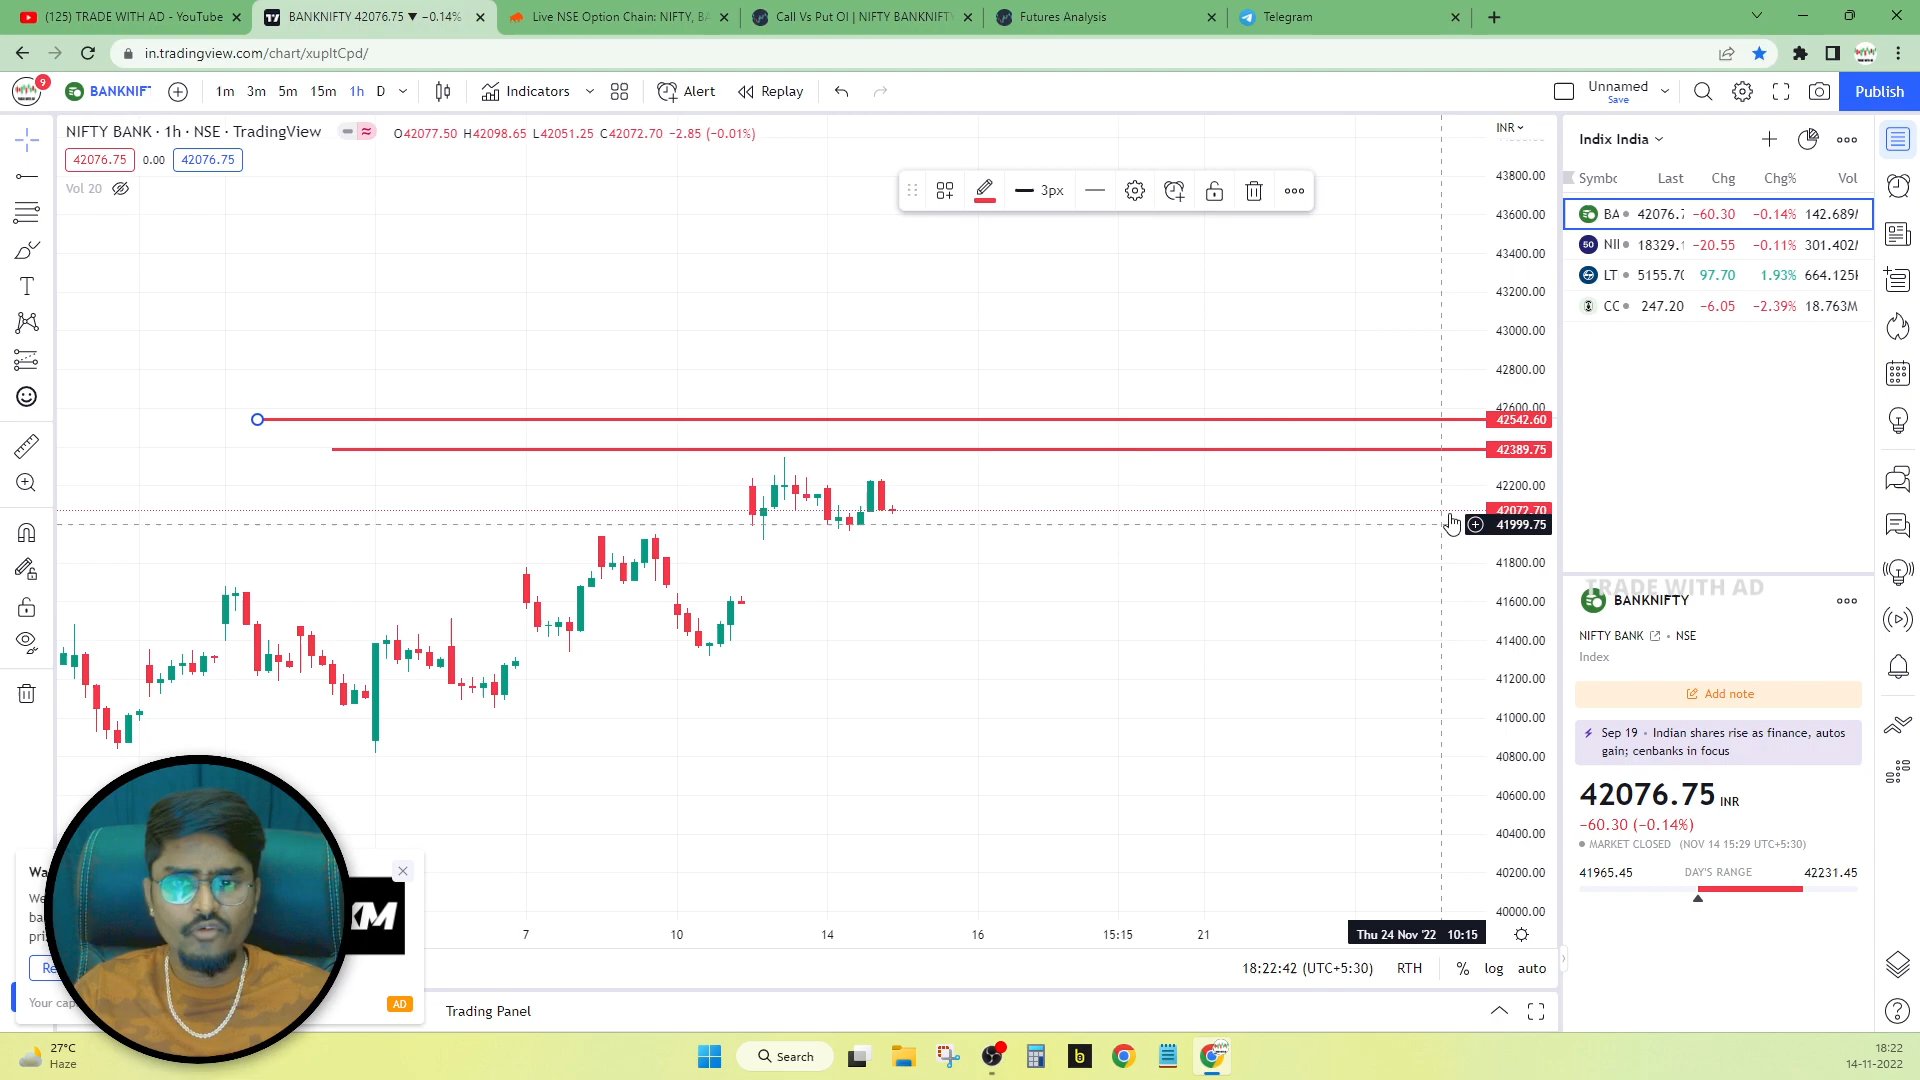 (125) TRADE WITH AD - YouTube
BANKNIFTY 42076.75 ▼ −0.14%
Live NSE Option Chain: NIFTY, BA
Call Vs Put OI | NIFTY BANKNIFTY
Futures Analysis
Telegram
in.tradingview.com/chart/xupltCpd/
9
BANKNIF
1m 3m 5m 15m 1h D
Indicators
Alert
Replay
Unnamed
Save
Publish
NIFTY BANK · 1h · NSE · TradingView
O42077.50 H42098.65 L42051.25 C42072.70 −2.85 (−0.01%)
42076.75 0.00 42076.75
Vol 20
3px
INR
43800.00
43600.00
43400.00
43200.00
43000.00
42800.00
42600.00
42542.60
42389.75
42200.00
42072.70
41999.75
41800.00
41600.00
41400.00
41200.00
41000.00
40800.00
40600.00
40400.00
40200.00
40000.00
7 10 14 16 15:15 21
Thu 24 Nov '22 10:15
18:22:42 (UTC+5:30) RTH % log auto
Trading Panel
Indix India
Symbc Last Chg Chg% Vol
BA 42076.7 −60.30 −0.14% 142.689
50 NI 18329.1 −20.55 −0.11% 301.402
LT 5155.70 97.70 1.93% 664.125
CC 247.20 −6.05 −2.39% 18.763M
TRADE WITH AD
BANKNIFTY
NIFTY BANK • NSE
Index
Add note
Sep 19 • Indian shares rise as finance, autos
gain; cenbanks in focus
42076.75 INR
−60.30 (−0.14%)
MARKET CLOSED (NOV 14 15:29 UTC+5:30)
41965.45 DAY'S RANGE 42231.45
Wa
We
ba
pri
Re
Your cap
AD
27°C
Haze
Search
b
18:22
14-11-2022